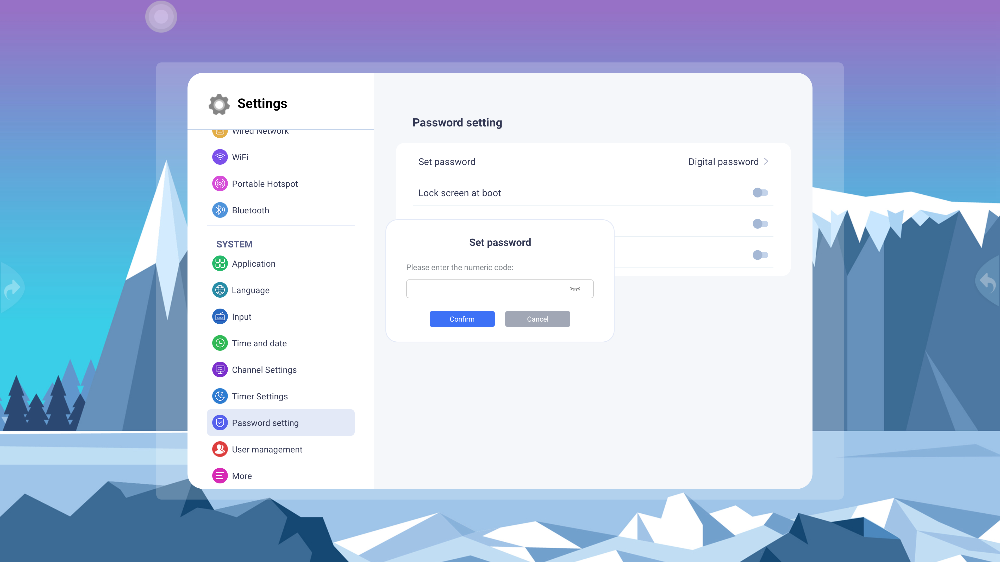 Settings
Wired Network
WiFi
Portable Hotspot
Bluetooth
SYSTEM
Application
Language
Input
Time and date
Channel Settings
Timer Settings
Password setting
User management
More
Password setting
Set password
Digital password
Lock screen at boot
Set password
Please enter the numeric code:
Confirm
Cancel